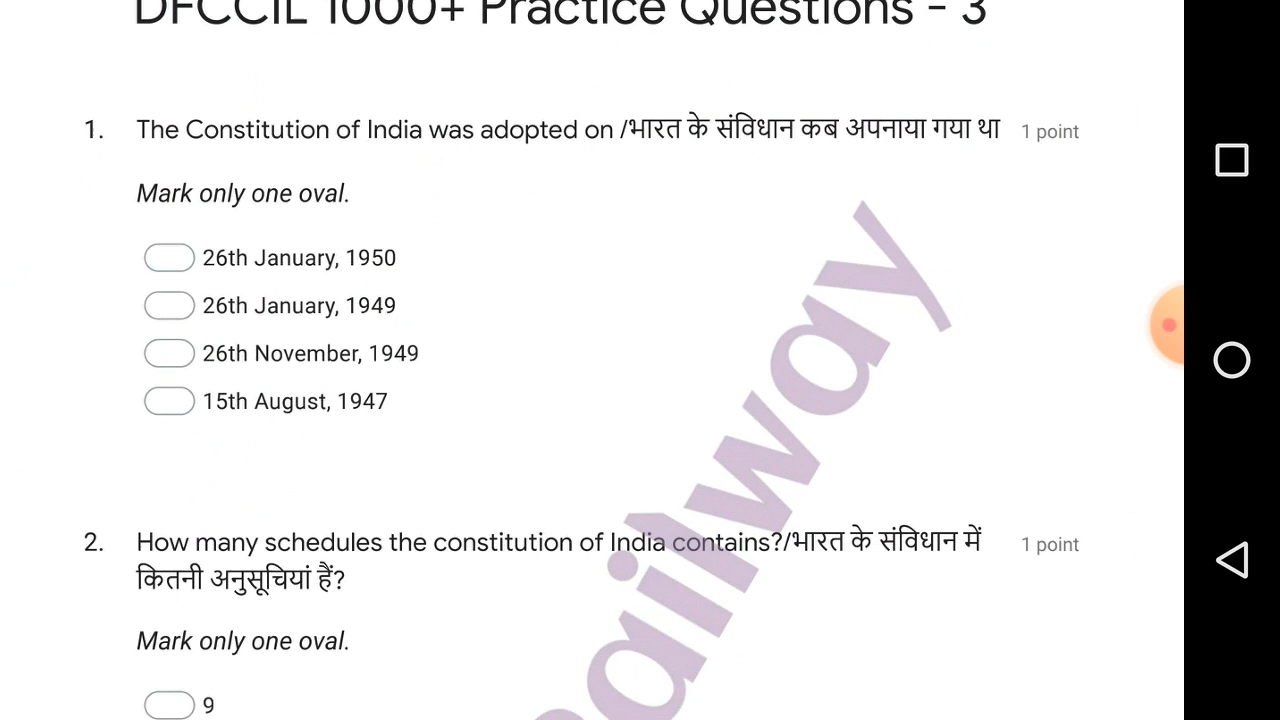 DFCCIL 1000+ Practice Questions - 3
1. The Constitution of India was adopted on /भारत के संविधान कब अपनाया गया था 1 point
Mark only one oval.
26th January, 1950
26th January, 1949
26th November, 1949
15th August, 1947
2. How many schedules the constitution of India contains?/भारत के संविधान में 1 point
कितनी अनुसूचियां हैं?
Mark only one oval.
9
Railway